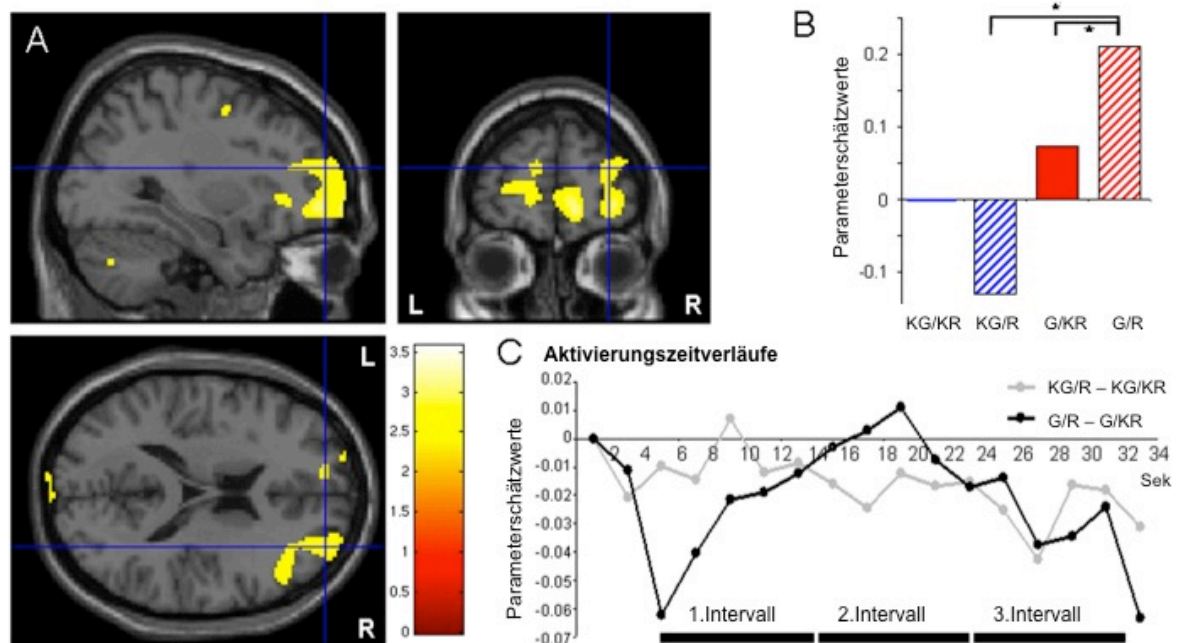 A
L
R
L
R
3.5
3
2.5
2
1.5
1
0.5
0
B
Parameterschätzwerte
0.2
0.1
0
-0.1
*
*
KG/KR KG/R G/KR G/R
C Aktivierungszeitverläufe
Parameterschätzwerte
0.02
0.01
0
-0.01
-0.02
-0.03
-0.04
-0.05
-0.06
-0.07
2 4 6 8 10 12 14 16 18 20 22 24 26 28 30 32 34
Sek
KG/R – KG/KR
G/R – G/KR
1.Intervall 2.Intervall 3.Intervall